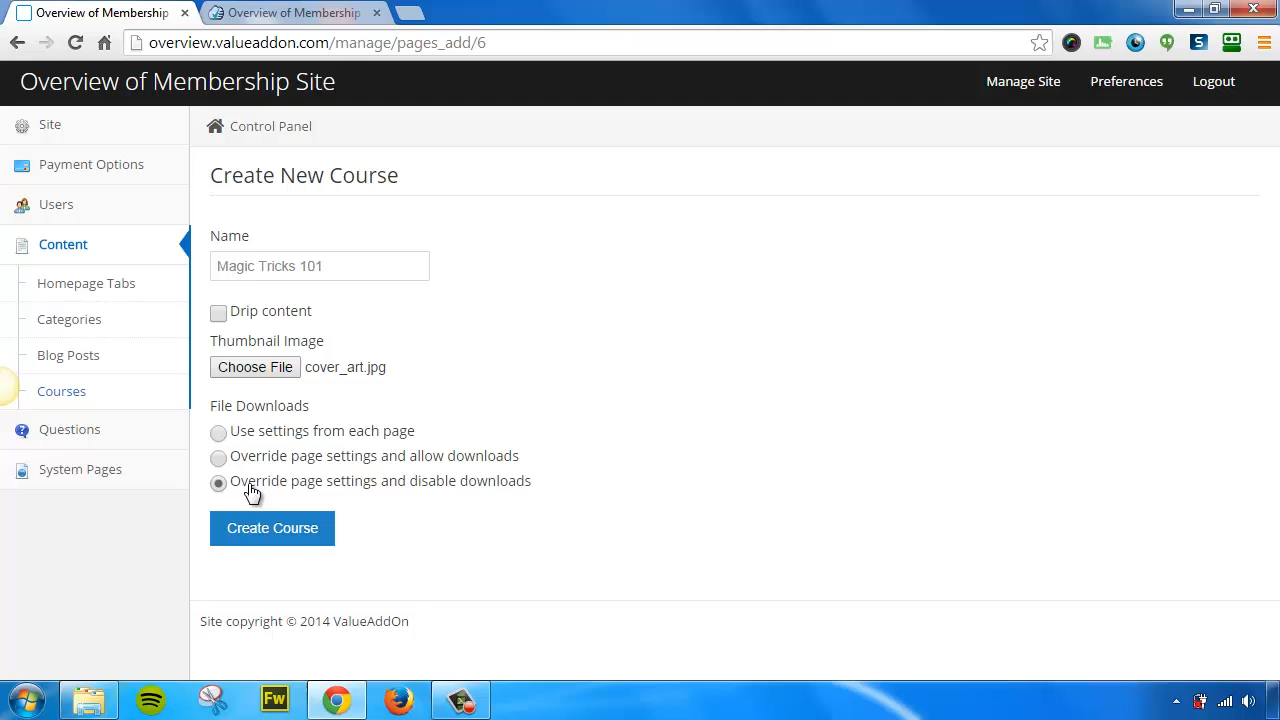 Overview of Membership
Overview of Membership
overview.valueaddon.com/manage/pages_add/6
Overview of Membership Site
Manage Site
Preferences
Logout
Site
Payment Options
Users
Content
Homepage Tabs
Categories
Blog Posts
Courses
Questions
System Pages
Control Panel
Create New Course
Name
Magic Tricks 101
Drip content
Thumbnail Image
Choose File cover_art.jpg
File Downloads
Use settings from each page
Override page settings and allow downloads
Override page settings and disable downloads
Create Course
Site copyright © 2014 ValueAddOn
Fw